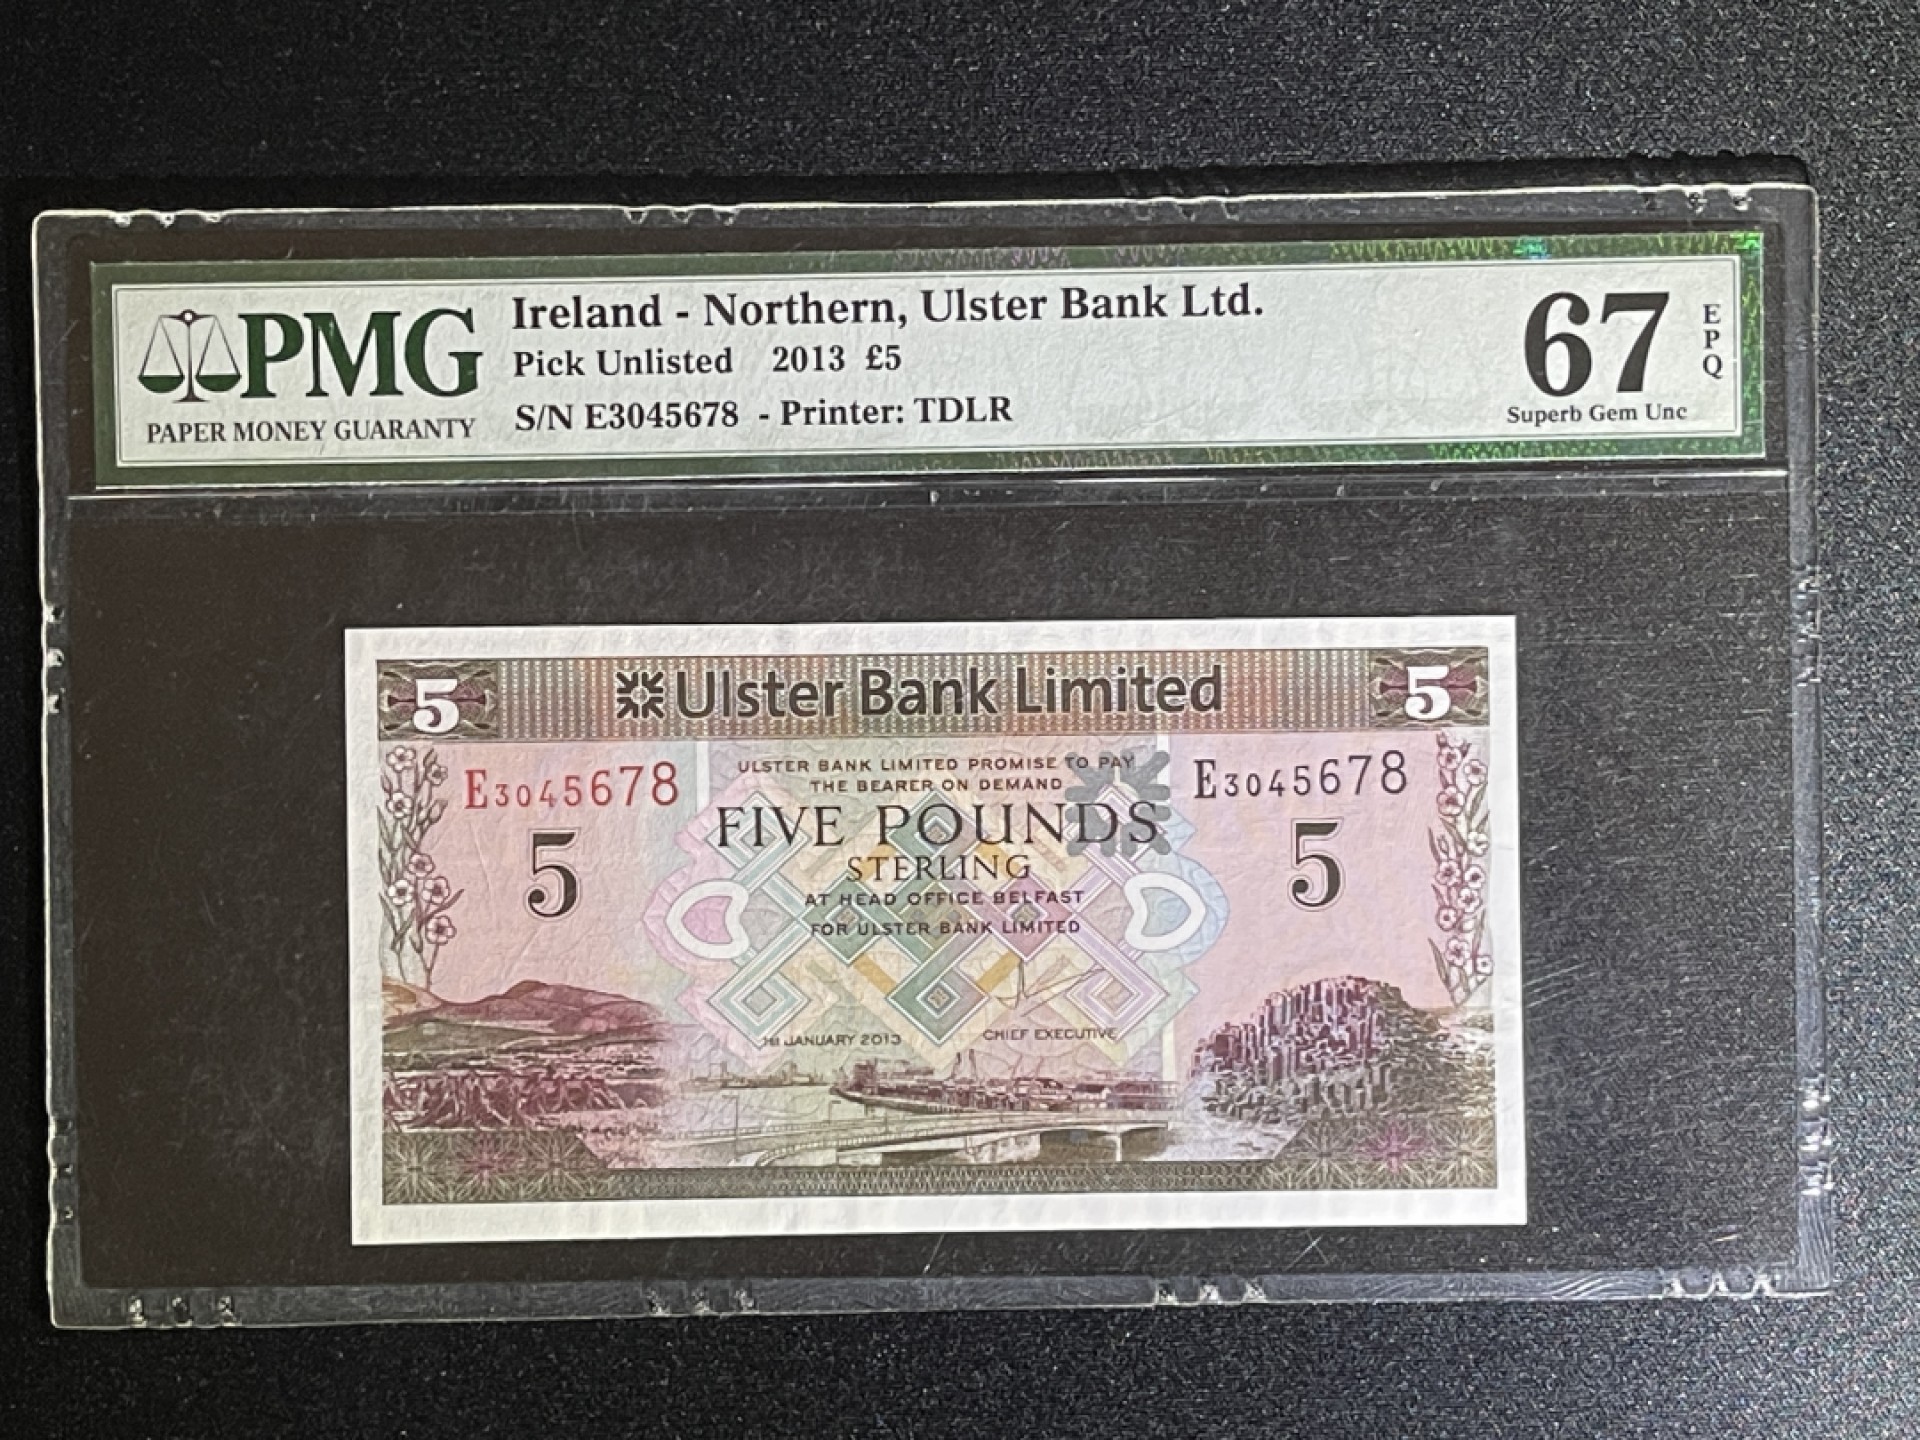 PMG
PAPER MONEY GUARANTY
Ireland - Northern, Ulster Bank Ltd.
Pick Unlisted 2013 £5
S/N E3045678 - Printer: TDLR
67
EPQ
Superb Gem Unc
5 Ulster Bank Limited 5
E3045678
ULSTER BANK LIMITED PROMISE TO PAY
THE BEARER ON DEMAND
E3045678
FIVE POUNDS
STERLING
5
5
AT HEAD OFFICE BELFAST
FOR ULSTER BANK LIMITED
1st JANUARY 2013
CHIEF EXECUTIVE